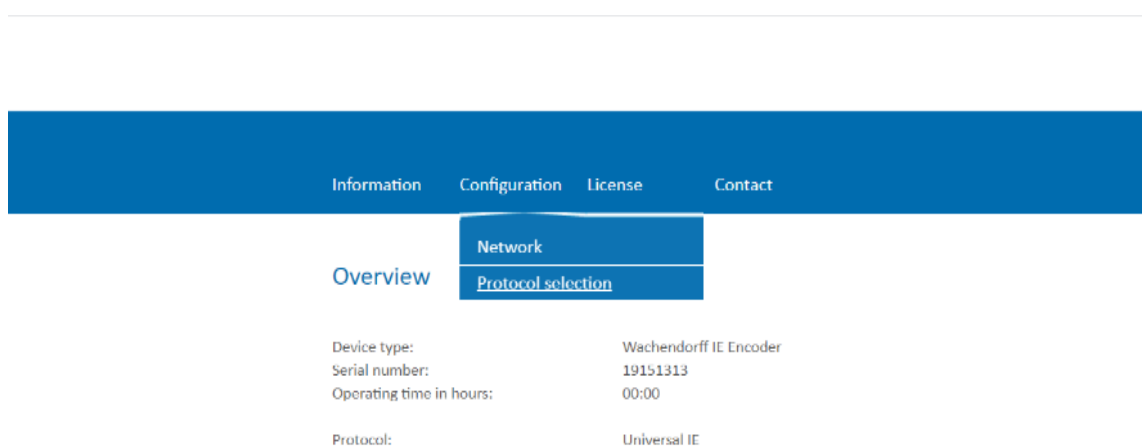 Information Configuration License Contact
Network
Overview
Protocol selection
Device type: Wachendorff IE Encoder
Serial number: 19151313
Operating time in hours: 00:00
Protocol: Universal IE